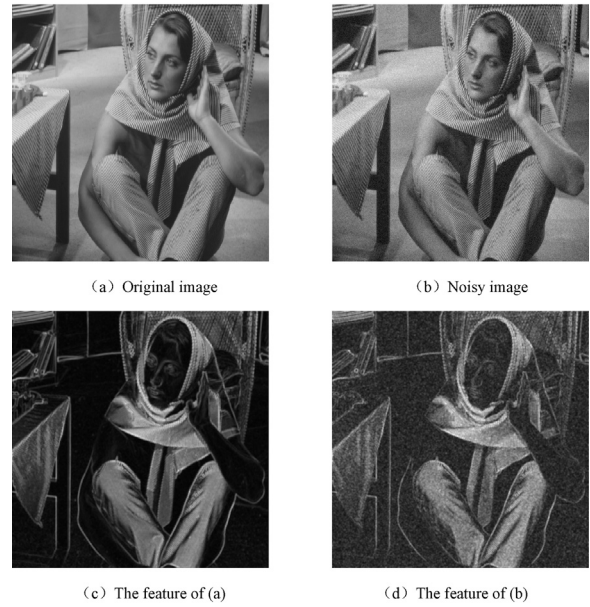 （a）Original image
（b）Noisy image
（c）The feature of (a)
（d）The feature of (b)